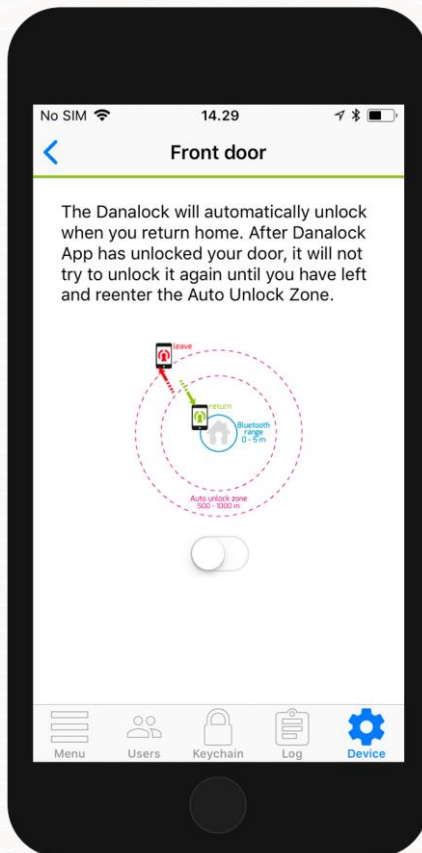 No SIM 14.29
Front door
The Danalock will automatically unlock
when you return home. After Danalock
App has unlocked your door, it will not
try to unlock it again until you have left
and reenter the Auto Unlock Zone.
leave
return
Bluetooth
range
0 - 5 m
Auto unlock zone
500 - 1000 m
Menu Users Keychain Log Device